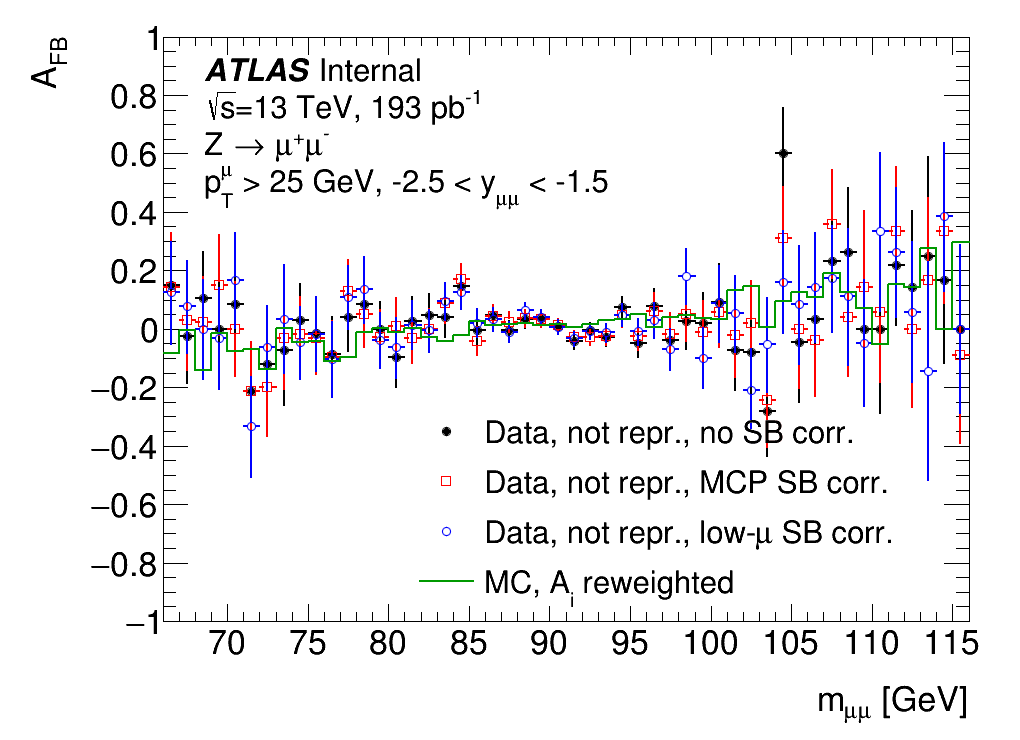 A_FB
1
0.8
0.6
0.4
0.2
0
−0.2
−0.4
−0.6
−0.8
−1
ATLAS Internal
√s=13 TeV, 193 pb⁻¹
Z → μ⁺μ⁻
p_T^μ > 25 GeV, -2.5 < y_μμ < -1.5
Data, not repr., no SB corr.
Data, not repr., MCP SB corr.
Data, not repr., low-μ SB corr.
MC, A_i reweighted
70 75 80 85 90 95 100 105 110 115
m_μμ [GeV]